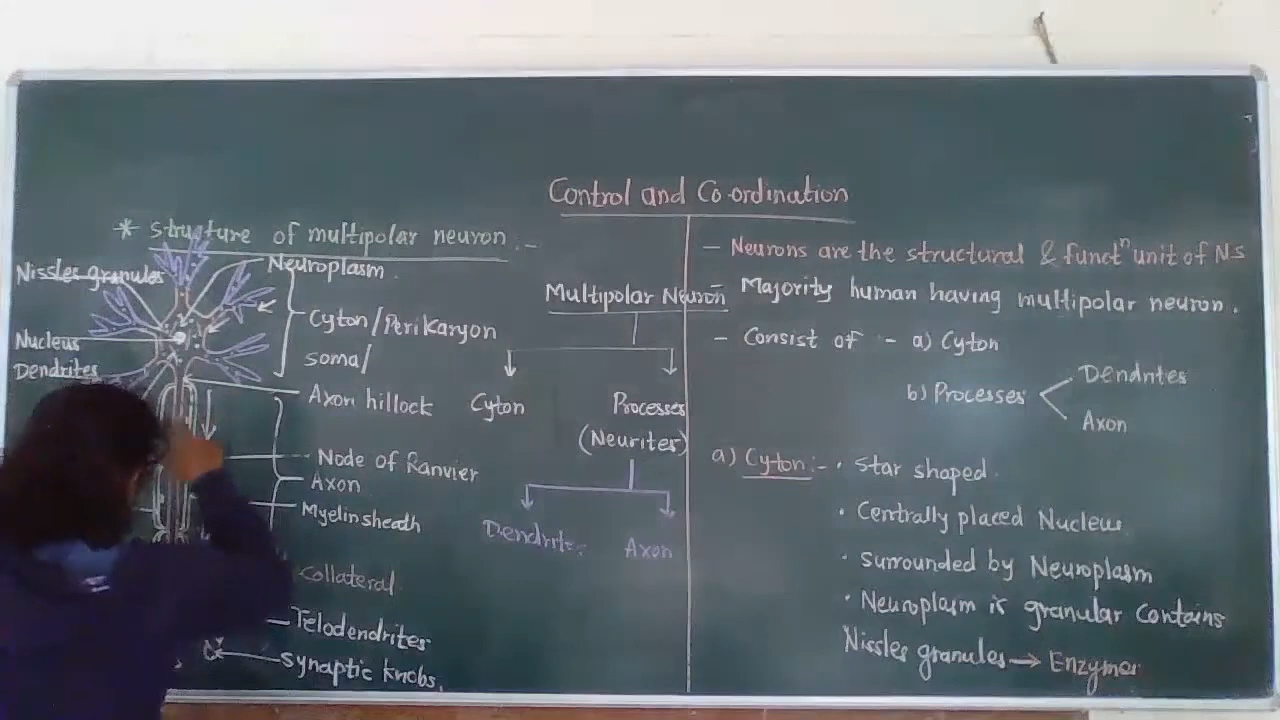 Control and Co-ordination
* Structure of multipolar neuron :-
Nissles granules
Neuroplasm
Cyton/Perikaryon
soma/
Nucleus
Dendrites
Axon hillock
Node of Ranvier
Axon
Myelin sheath
Collateral
Telodendrites
Synaptic knobs.
Multipolar Neuron
Cyton
Processes
(Neurites)
Dendrites
Axon
- Neurons are the structural & functⁿ unit of NS
- Majority human having multipolar neuron.
- Consist of - a) Cyton
b) Processes
Dendrites
Axon
a) Cyton :- • Star shaped.
• Centrally placed Nucleus
• Surrounded by Neuroplasm
• Neuroplasm is granular contains
Nissles granules → Enzymes